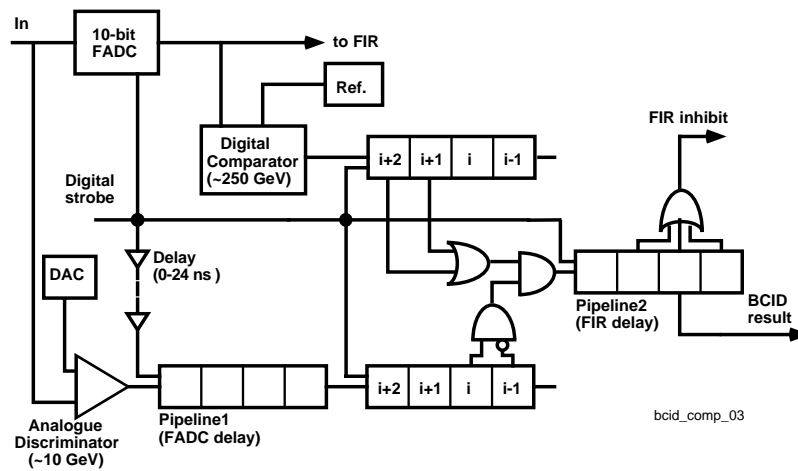 In
10-bit
FADC
to FIR
Ref.
FIR inhibit
Digital
Comparator
(~250 GeV)
i+2
i+1
i
i-1
Digital
strobe
Delay
(0-24 ns )
DAC
Pipeline2
(FIR delay)
BCID
result
i+2
i+1
i
i-1
Pipeline1
(FADC delay)
Analogue
Discriminator
(~10 GeV)
bcid_comp_03